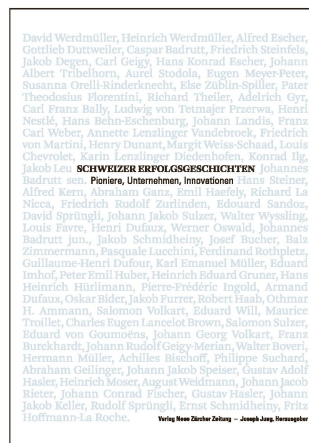 David Werdmüller, Heinrich Werdmüller, Alfred Escher,
Gottlieb Duttweiler, Caspar Badrutt, Friedrich Steinfels,
Jakob Degen, Carl Geigy, Hans Konrad Escher, Johann
Albert Tribelhorn, Aurel Stodola, Eugen Meyer-Peter,
Susanna Orelli-Rinderknecht, Else Züblin-Spiller, Pater
Theodosius Florentini, Richard Theiler, Adelrich Gyr,
Carl Franz Bally, Ludwig von Tetmajer Przerwa, Henri
Nestlé, Hans Behn-Eschenburg, Johann Landis, Franz
Carl Weber, Annette Lenzlinger Vandebroek, Friedrich
von Martini, Henry Dunant, Margit Weiss-Schaad, Louis
Chevrolet, Karin Lenzlinger Diedenhofen, Konrad Ilg,
Jakob Leu SCHWEIZER ERFOLGSGESCHICHTEN Johannes
Badrutt sen. Pioniere, Unternehmen, Innovationen Hans Steiner,
Alfred Kern, Abraham Ganz, Emil Haefely, Richard La
Nicca, Friedrich Rudolf Zurlinden, Edouard Sandoz,
David Sprüngli, Johann Jakob Sulzer, Walter Wyssling,
Louis Favre, Henri Dufaux, Werner Oswald, Johannes
Badrutt jun., Jakob Schmidheiny, Josef Bucher, Balz
Zimmermann, Pasquale Lucchini, Ferdinand Rothpletz,
Guillaume-Henri Dufour, Karl Emanuel Müller, Eduard
Imhof, Peter Emil Huber, Heinrich Eduard Gruner, Hans
Heinrich Hürlimann, Pierre-Frédéric Ingold, Armand
Dufaux, Oskar Bider, Jakob Furrer, Robert Haab, Othmar
H. Ammann, Salomon Volkart, Eduard Will, Maurice
Troillet, Charles Eugen Lancelot Brown, Salomon Sulzer,
Eduard von Goumoëns, Johann Georg Volkart, Franz
Burckhardt, Johann Rudolf Geigy-Merian, Walter Boveri,
Hermann Müller, Achilles Bischoff, Philippe Suchard,
Abraham Geilinger, Johann Jakob Speiser, Gustav Adolf
Hasler, Heinrich Moser, August Weidmann, Johann Jacob
Rieter, Johann Conrad Fischer, Gustav Hasler, Johann
Jakob Keller, Rudolf Sprüngli, Ernst Schmidheiny, Fritz
Hoffmann-La Roche. Verlag Neue Zürcher Zeitung – Joseph Jung, Herausgeber